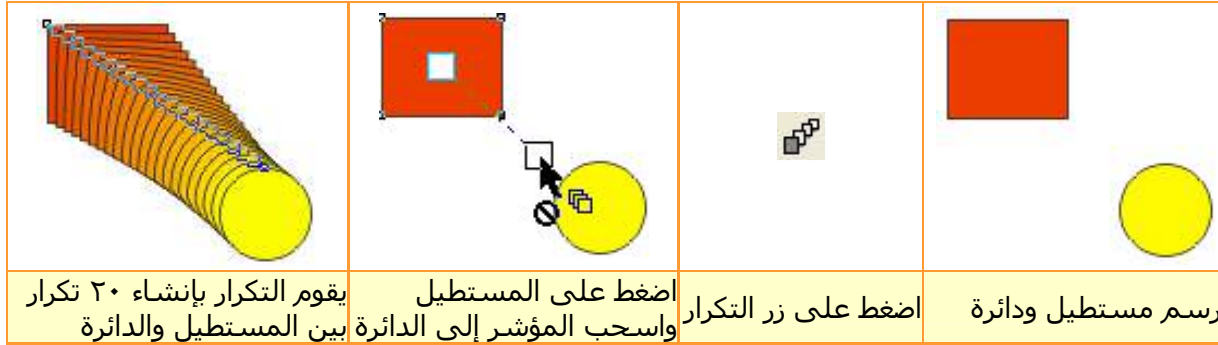 رسم مستطيل ودائرة
اضغط على زر التكرار
اضغط على المستطيل
واسحب المؤشر إلى الدائرة
يقوم التكرار بإنشاء ٢٠ تكرار
بين المستطيل والدائرة